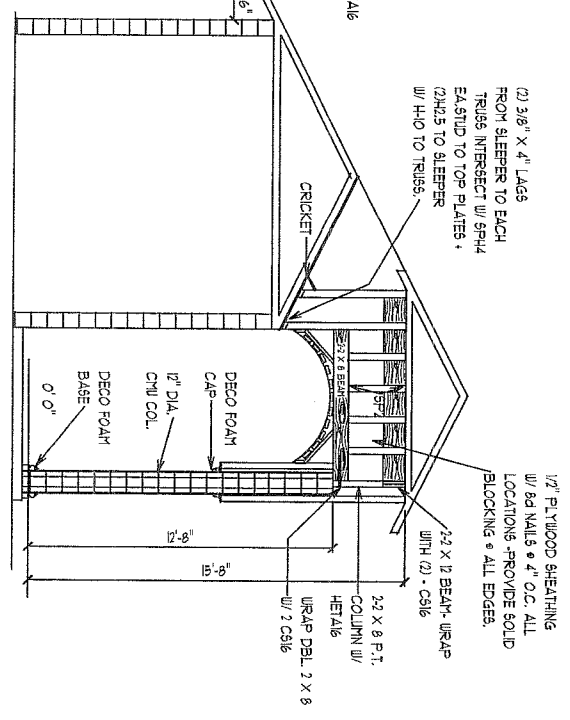 A16
6"
(2) 3/8" X 4" LAGS
FROM SLEEPER TO EACH
TRUSS INTERSECT W/ SPH4
EA.STUD TO TOP PLATES +
(2)H2.5 TO SLEEPER
W/ H-10 TO TRUSS.
CRICKET
2-2 X 8 BEAM
SP2
DECO FOAM
CAP
12" DIA.
CMU COL.
DECO FOAM
BASE
0' 0"
12'-8"
15'-8"
1/2" PLYWOOD SHEATHING
W/ 8d NAILS @ 4" O.C. ALL
LOCATIONS -PROVIDE SOLID
BLOCKING @ ALL EDGES.
2-2 X 12 BEAM- WRAP
WITH (2) - CS16
2-2 X 8 P.T.
COLUMN W/
HETA16
WRAP DBL. 2 X 8
W/ 2 CS16